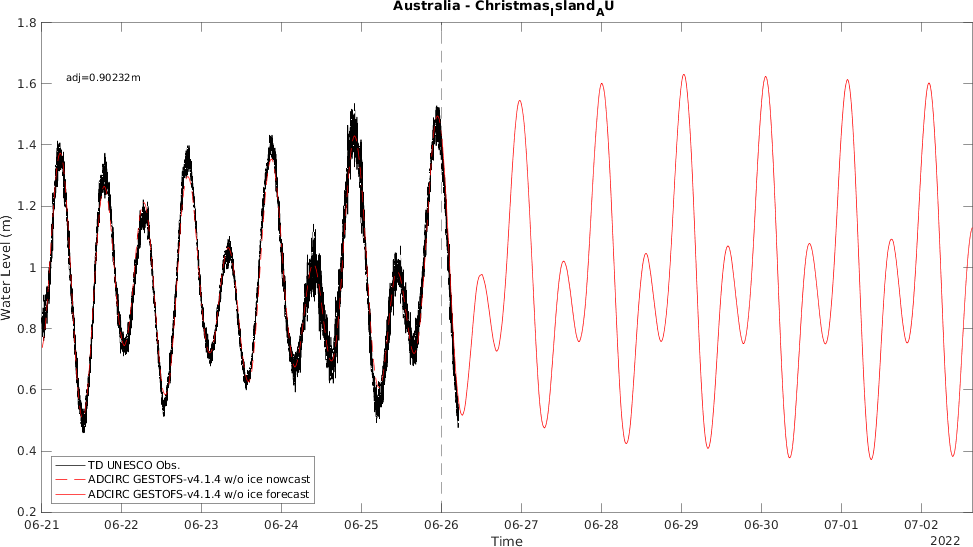 Australia - Christmas_Island_AU
1.8
adj=0.90232m
1.6
1.4
1.2
1
0.8
0.6
0.4
0.2
Water Level (m)
TD UNESCO Obs.
ADCIRC GESTOFS-v4.1.4 w/o ice nowcast
ADCIRC GESTOFS-v4.1.4 w/o ice forecast
06-21 06-22 06-23 06-24 06-25 06-26 06-27 06-28 06-29 06-30 07-01 07-02
Time
2022